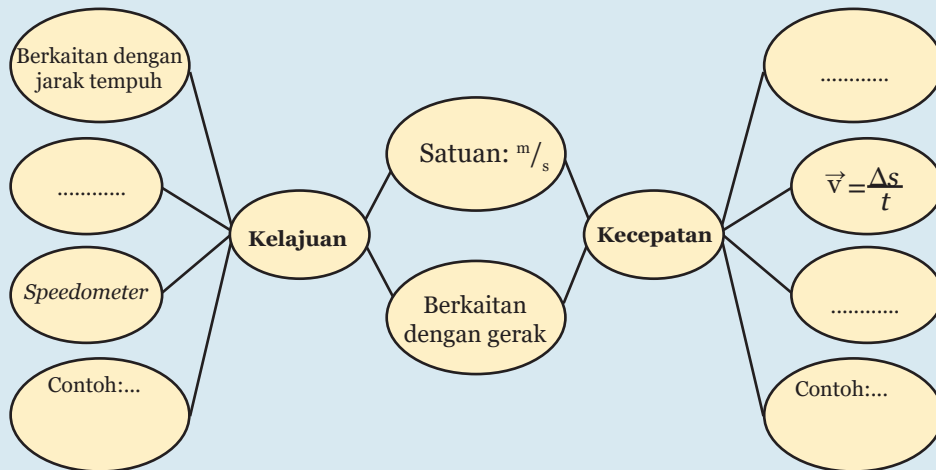 Berkaitan dengan
jarak tempuh
............
Speedometer
Contoh:...
Kelajuan
Satuan: m/s
Berkaitan
dengan gerak
Kecepatan
............
v⃗ = Δs/t
............
Contoh:...